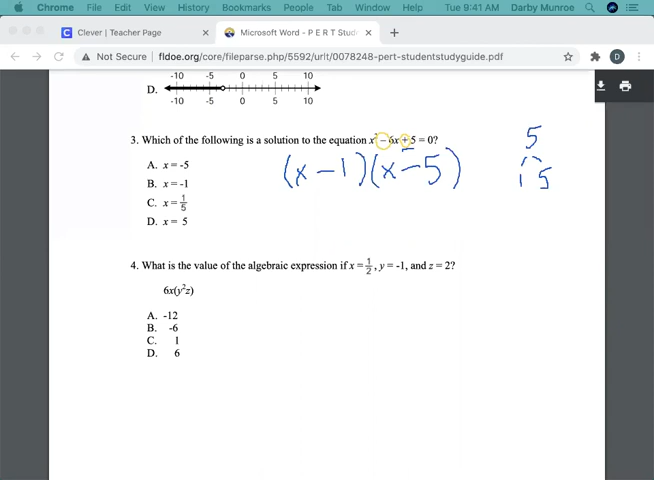 Chrome File Edit View History Bookmarks People Tab Window Help Tue 9:41 AM Darby Munroe
Clever | Teacher Page × Microsoft Word - P E R T Stud × +
Not Secure | fldoe.org/core/fileparse.php/5592/urlt/0078248-pert-studentstudyguide.pdf D
-10 -5 0 5 10
D.
-10 -5 0 5 10
3. Which of the following is a solution to the equation x² − 6x + 5 = 0?
A. x = -5
B. x = -1
C. x = 1/5
D. x = 5
(x − 1)(x − 5)
5
1 5
4. What is the value of the algebraic expression if x = 1/2, y = -1, and z = 2?
6x(y²z)
A. -12
B. -6
C. 1
D. 6